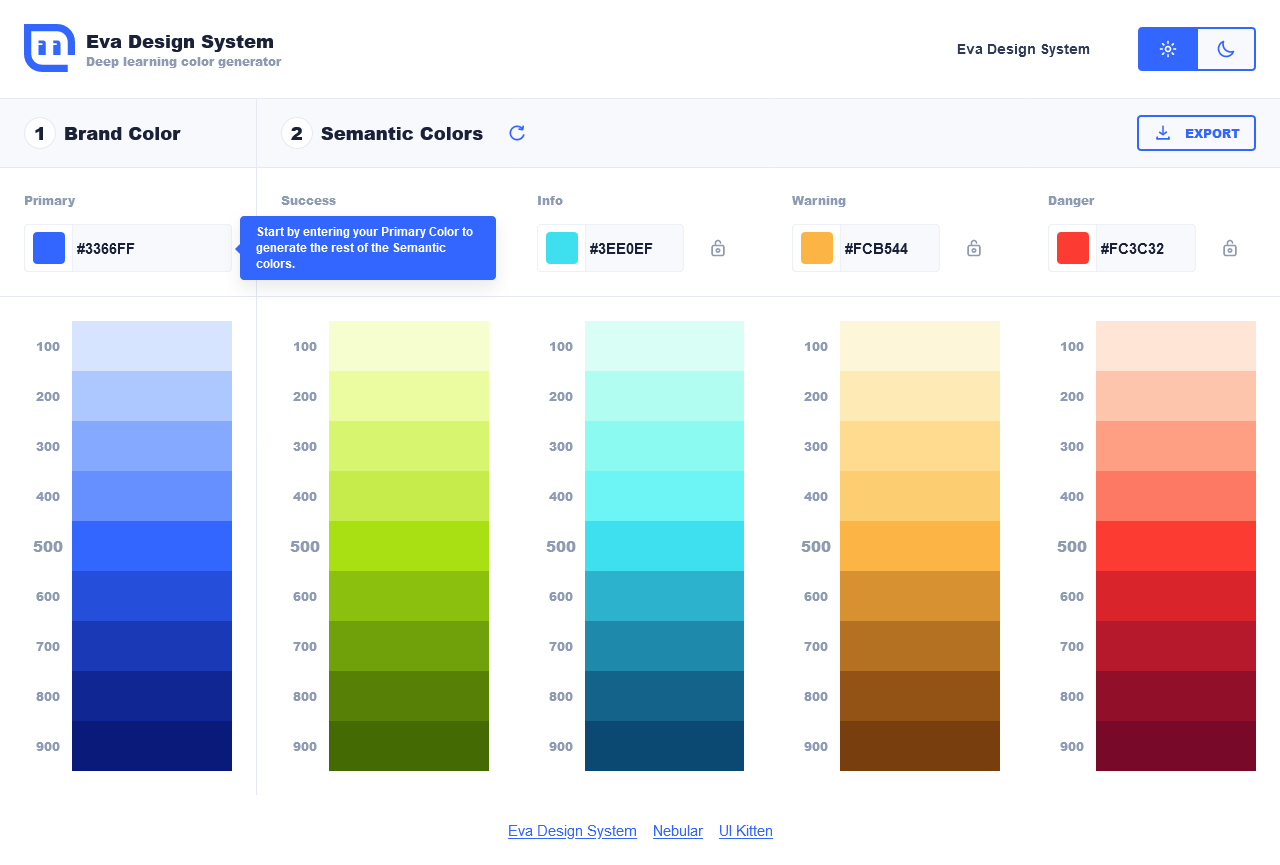 Eva Design System
Deep learning color generator
Eva Design System
1 Brand Color
2 Semantic Colors
EXPORT
Primary
Success
Info
Warning
Danger
#3366FF
Start by entering your Primary Color to
generate the rest of the Semantic
colors.
#3EE0EF
#FCB544
#FC3C32
100 100 100 100 100
200 200 200 200 200
300 300 300 300 300
400 400 400 400 400
500 500 500 500 500
600 600 600 600 600
700 700 700 700 700
800 800 800 800 800
900 900 900 900 900
Eva Design System Nebular UI Kitten